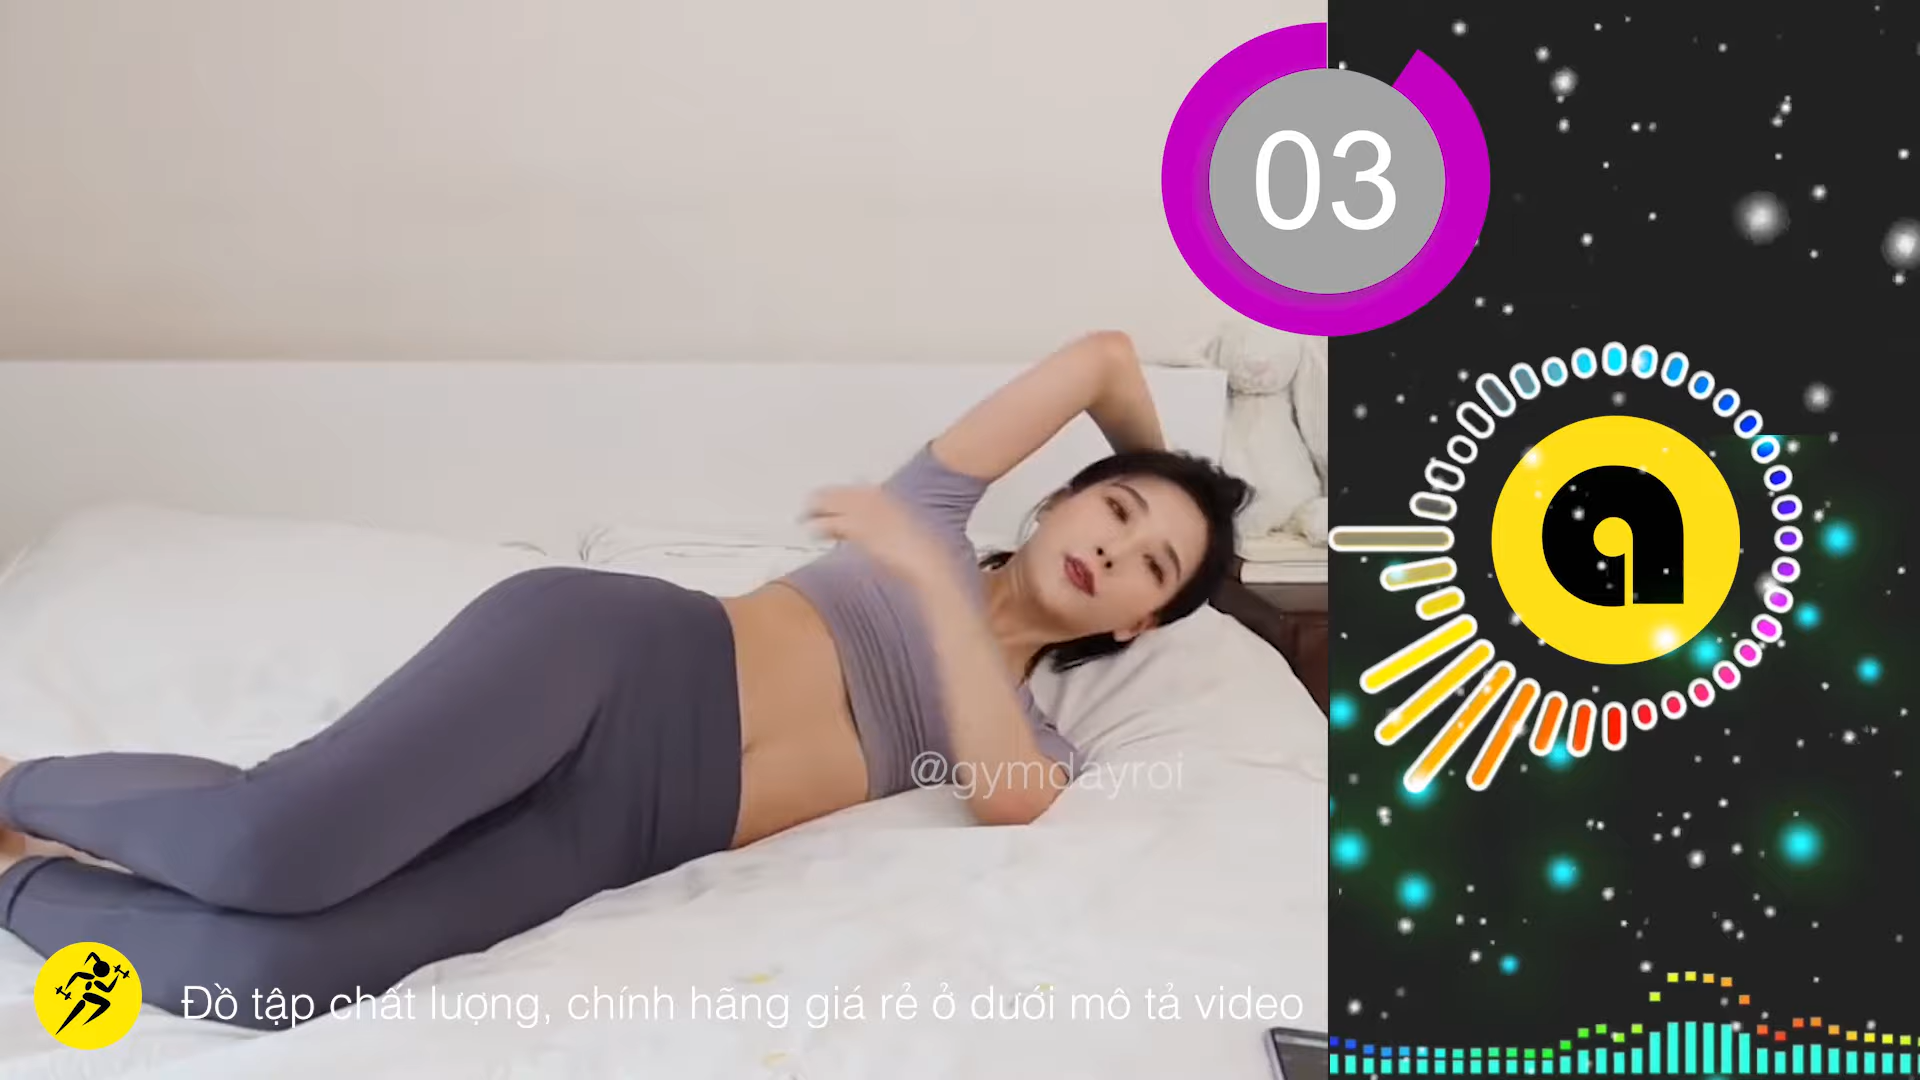 03
@gymdayroi
Đồ tập chất lượng, chính hãng giá rẻ ở dưới mô tả video